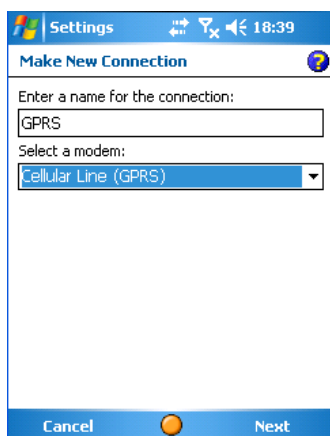 Settings 18:39
Make New Connection ?
Enter a name for the connection:
GPRS
Select a modem:
Cellular Line (GPRS)
Cancel Next